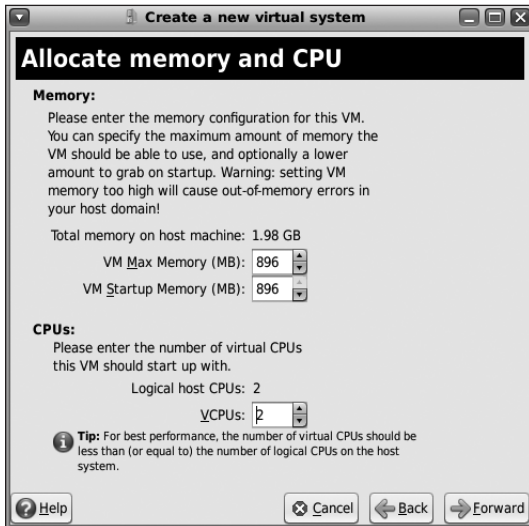 Create a new virtual system
Allocate memory and CPU
Memory:
Please enter the memory configuration for this VM.
You can specify the maximum amount of memory the
VM should be able to use, and optionally a lower
amount to grab on startup. Warning: setting VM
memory too high will cause out-of-memory errors in
your host domain!
Total memory on host machine: 1.98 GB
VM Max Memory (MB): 896
VM Startup Memory (MB): 896
CPUs:
Please enter the number of virtual CPUs
this VM should start up with.
Logical host CPUs: 2
VCPUs: 2
Tip: For best performance, the number of virtual CPUs should be
less than (or equal to) the number of logical CPUs on the host
system.
Help Cancel Back Forward